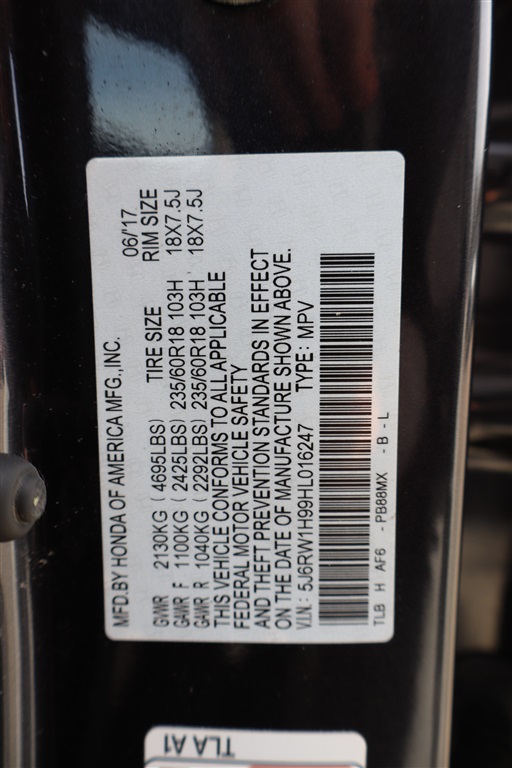 MFD.BY HONDA OF AMERICA MFG.,INC. 06/'17
GVWR 2130KG ( 4695LBS) TIRE SIZE RIM SIZE
GAWR F 1100KG ( 2425LBS) 235/60R18 103H 18X7.5J
GAWR R 1040KG ( 2292LBS) 235/60R18 103H 18X7.5J
THIS VEHICLE CONFORMS TO ALL APPLICABLE
FEDERAL MOTOR VEHICLE SAFETY
AND THEFT PREVENTION STANDARDS IN EFFECT
ON THE DATE OF MANUFACTURE SHOWN ABOVE.
V.I.N.: 5J6RW1H99HL016247 TYPE: MPV
TLB H AF6 - PB88MX - B - L
TLA A1